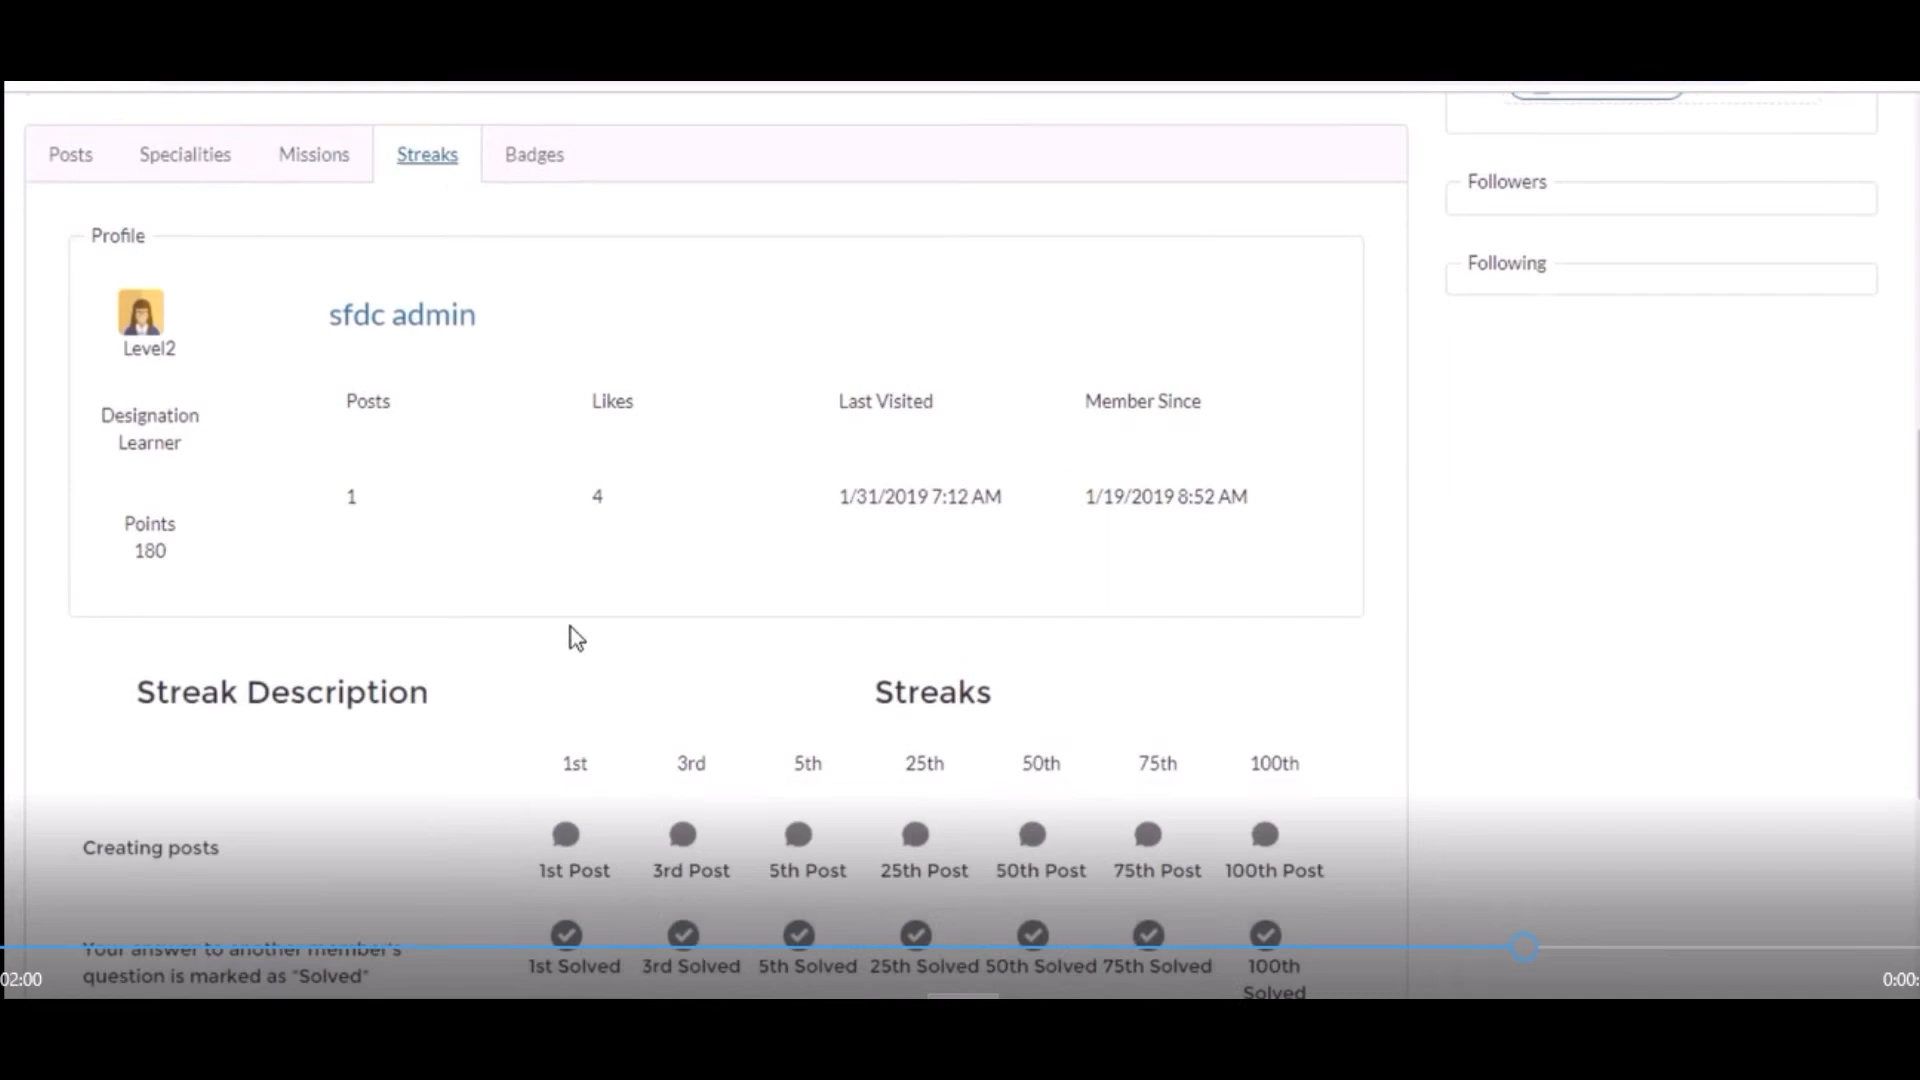 Posts Specialities Missions Streaks Badges
Followers
Following
Profile
sfdc admin
Level2
Designation
Learner
Points
180
Posts Likes Last Visited Member Since
1 4 1/31/2019 7:12 AM 1/19/2019 8:52 AM
Streak Description Streaks
1st 3rd 5th 25th 50th 75th 100th
Creating posts
1st Post 3rd Post 5th Post 25th Post 50th Post 75th Post 100th Post
Your answer to another member's
question is marked as "Solved"
1st Solved 3rd Solved 5th Solved 25th Solved 50th Solved 75th Solved 100th
Solved
02:00 0:00: